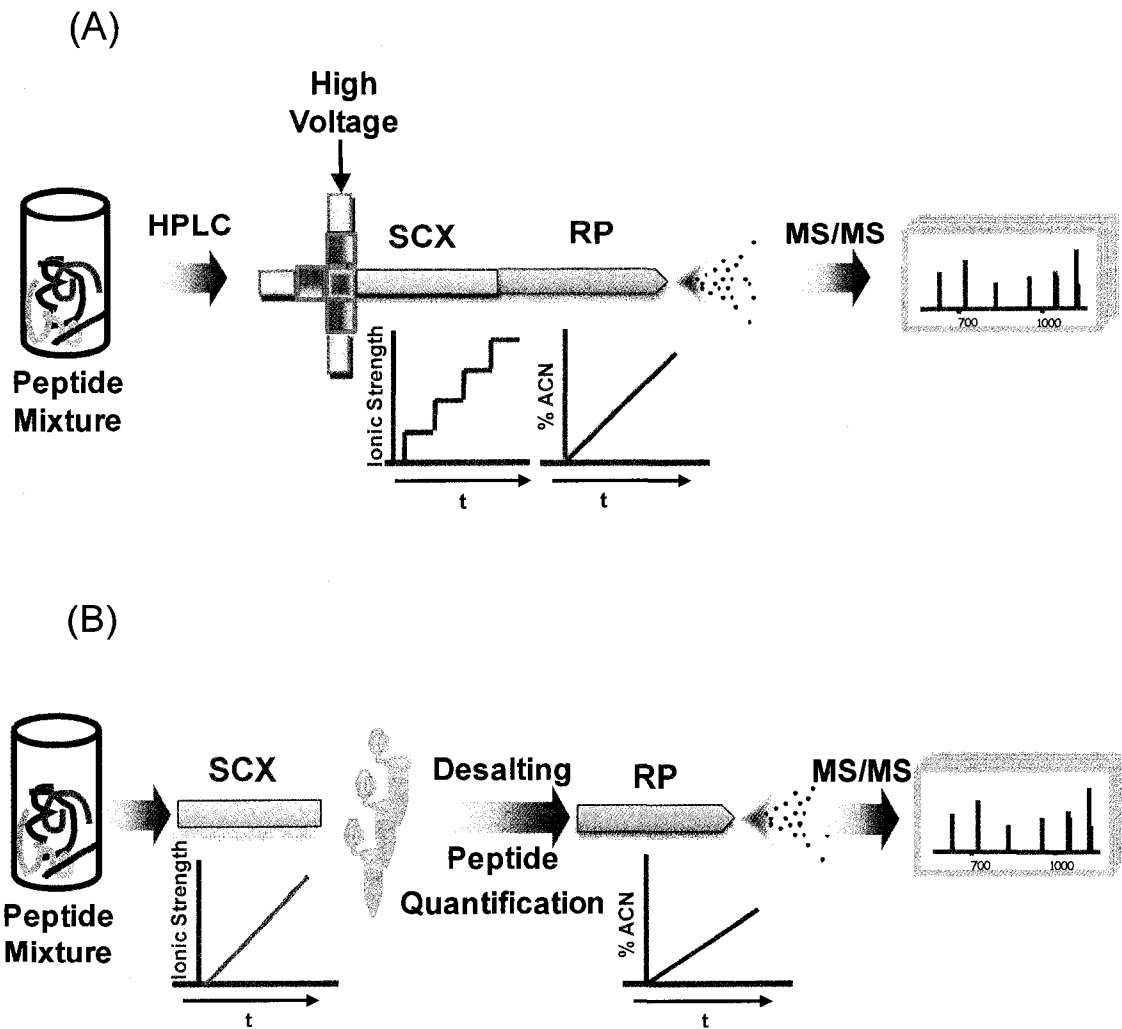 (A)
High
Voltage
HPLC
SCX
RP
MS/MS
700
1000
Peptide
Mixture
Ionic Strength
t
% ACN
t
(B)
SCX
Desalting
RP
MS/MS
700
1000
Peptide
Quantification
Peptide
Mixture
Ionic Strength
t
% ACN
t